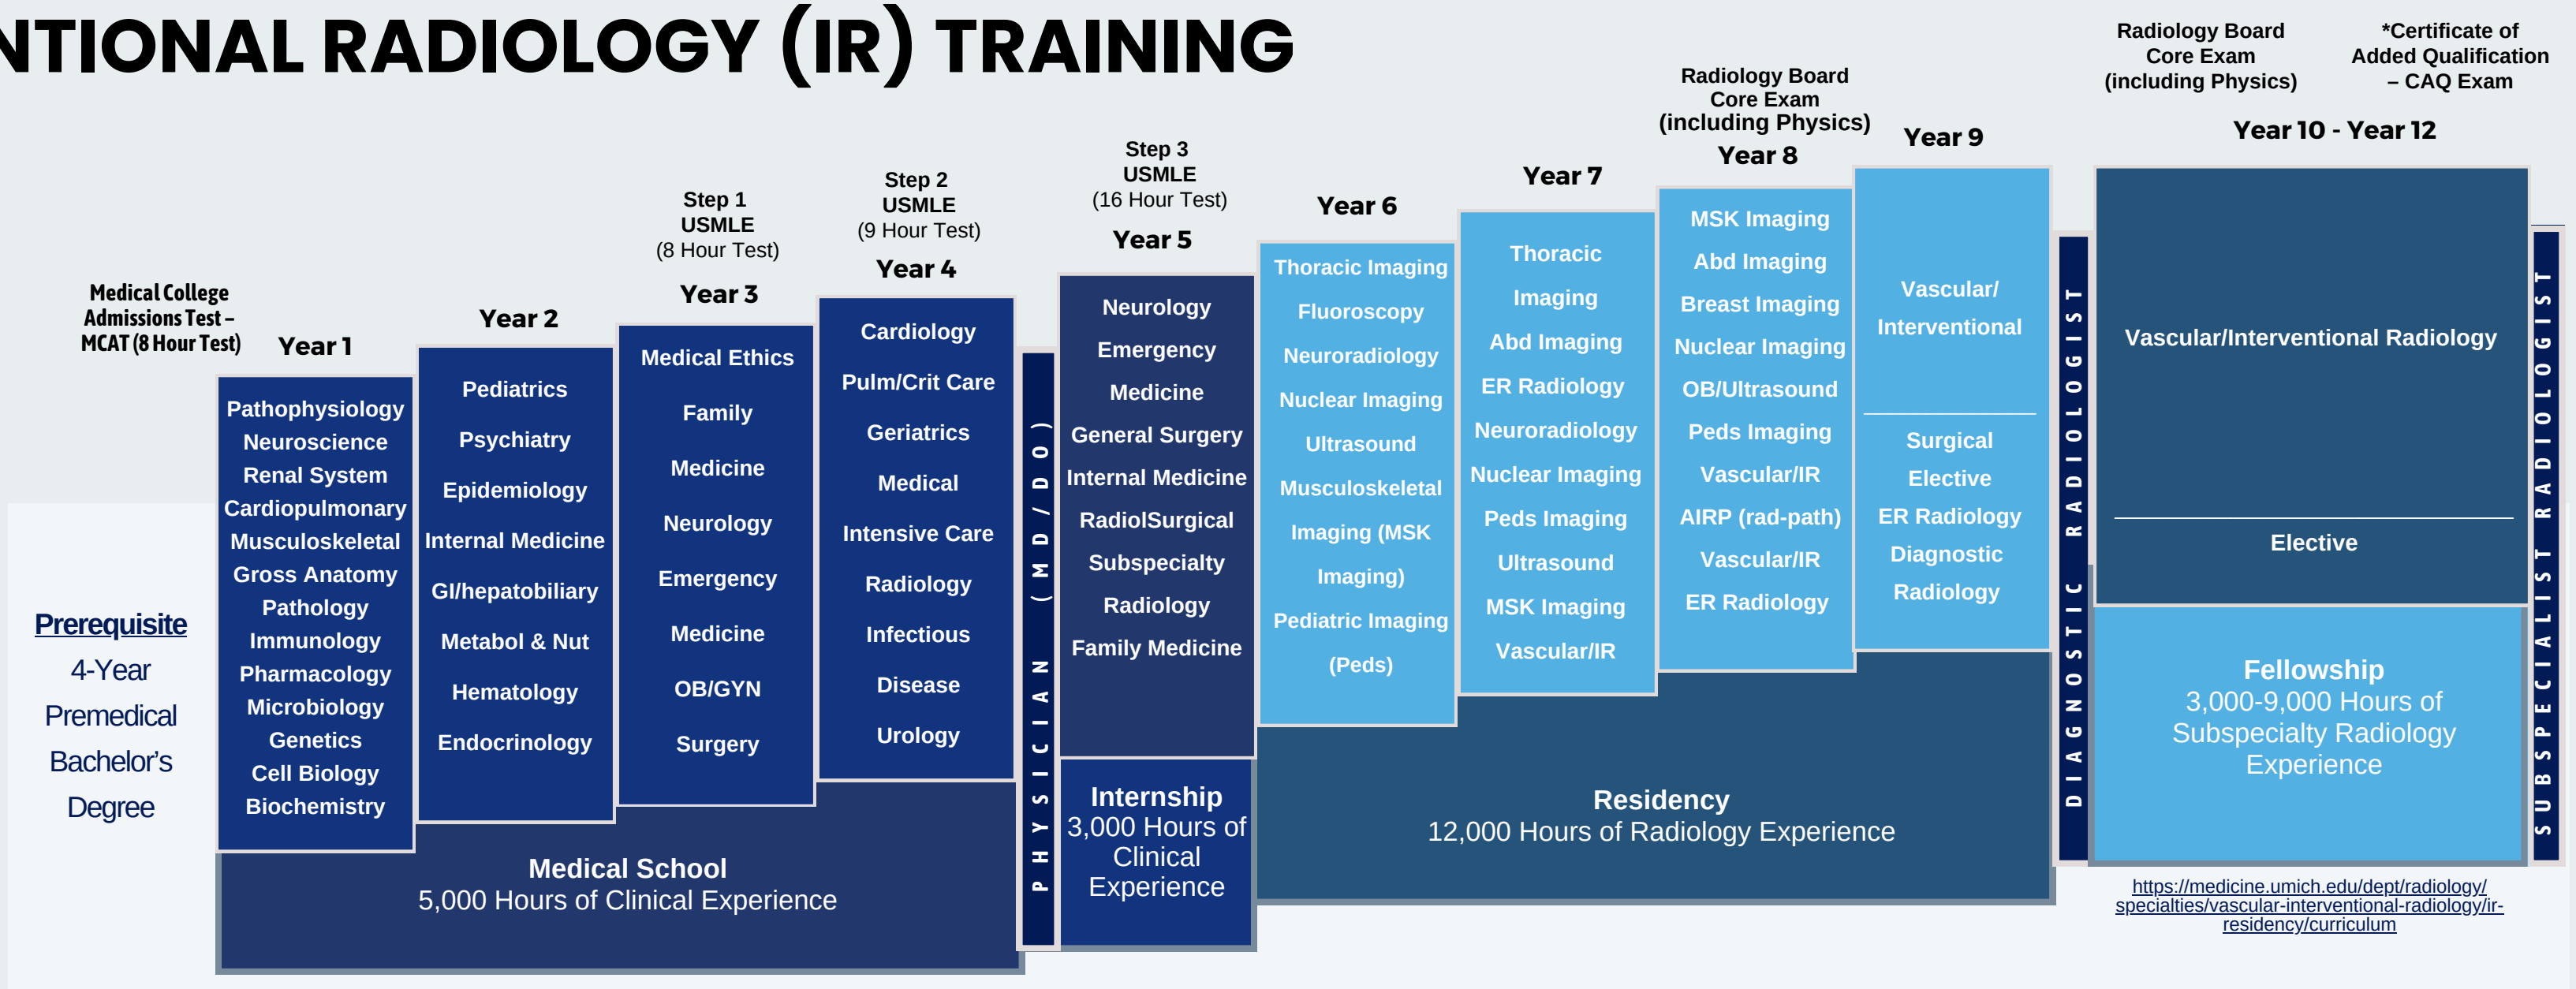 NTIONAL RADIOLOGY (IR) TRAINING
Medical College
Admissions Test –
MCAT (8 Hour Test)
Prerequisite
4-Year
Premedical
Bachelor’s
Degree
Year 1
Pathophysiology
Neuroscience
Renal System
Cardiopulmonary
Musculoskeletal
Gross Anatomy
Pathology
Immunology
Pharmacology
Microbiology
Genetics
Cell Biology
Biochemistry
Year 2
Pediatrics
Psychiatry
Epidemiology
Internal Medicine
GI/hepatobiliary
Metabol & Nut
Hematology
Endocrinology
Step 1
USMLE
(8 Hour Test)
Year 3
Medical Ethics
Family
Medicine
Neurology
Emergency
Medicine
OB/GYN
Surgery
Step 2
USMLE
(9 Hour Test)
Year 4
Cardiology
Pulm/Crit Care
Geriatrics
Medical
Intensive Care
Radiology
Infectious
Disease
Urology
Medical School
5,000 Hours of Clinical Experience
PHYSICIAN (MD/DO)
Step 3
USMLE
(16 Hour Test)
Year 5
Neurology
Emergency
Medicine
General Surgery
Internal Medicine
RadiolSurgical
Subspecialty
Radiology
Family Medicine
Internship
3,000 Hours of
Clinical
Experience
Year 6
Thoracic Imaging
Fluoroscopy
Neuroradiology
Nuclear Imaging
Ultrasound
Musculoskeletal
Imaging (MSK
Imaging)
Pediatric Imaging
(Peds)
Year 7
Thoracic
Imaging
Abd Imaging
ER Radiology
Neuroradiology
Nuclear Imaging
Peds Imaging
Ultrasound
MSK Imaging
Vascular/IR
Radiology Board
Core Exam
(including Physics)
Year 8
MSK Imaging
Abd Imaging
Breast Imaging
Nuclear Imaging
OB/Ultrasound
Peds Imaging
Vascular/IR
AIRP (rad-path)
Vascular/IR
ER Radiology
Year 9
Vascular/
Interventional
Surgical
Elective
ER Radiology
Diagnostic
Radiology
Residency
12,000 Hours of Radiology Experience
DIAGNOSTIC RADIOLOGIST
Radiology Board
Core Exam
(including Physics)
*Certificate of
Added Qualification
– CAQ Exam
Year 10 - Year 12
Vascular/Interventional Radiology
Elective
Fellowship
3,000-9,000 Hours of
Subspecialty Radiology
Experience
SUBSPECIALIST RADIOLOGIST
https://medicine.umich.edu/dept/radiology/
specialties/vascular-interventional-radiology/ir-
residency/curriculum